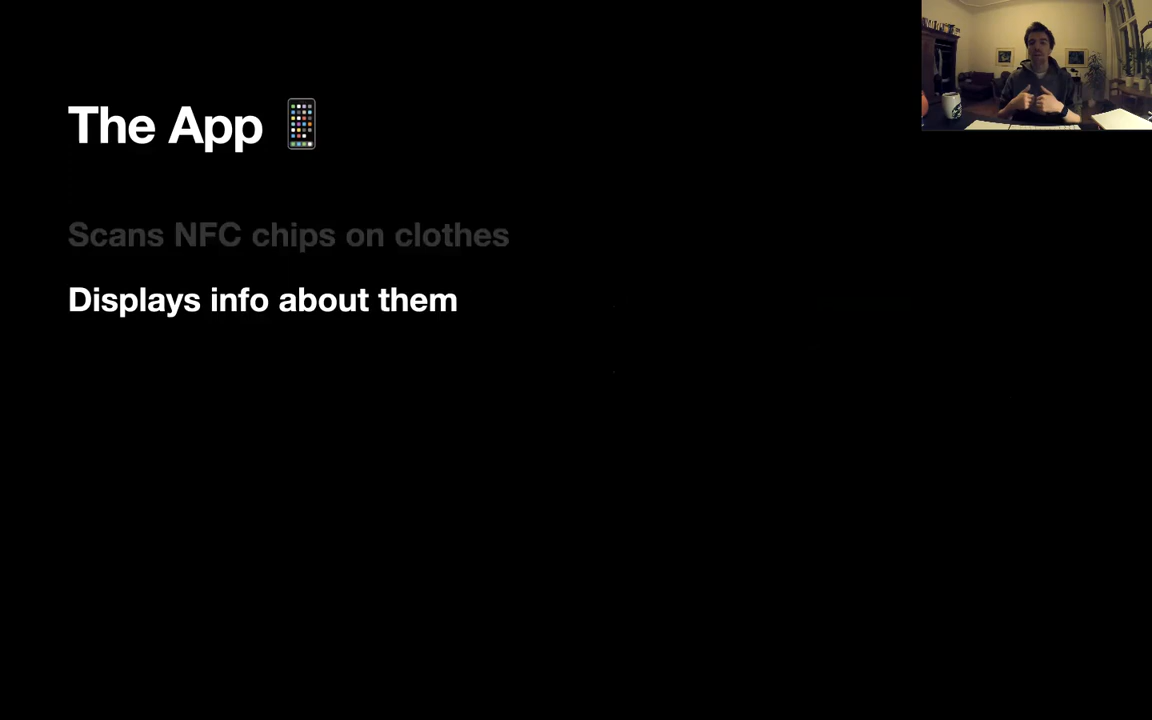 The App 📱
Scans NFC chips on clothes
Displays info about them